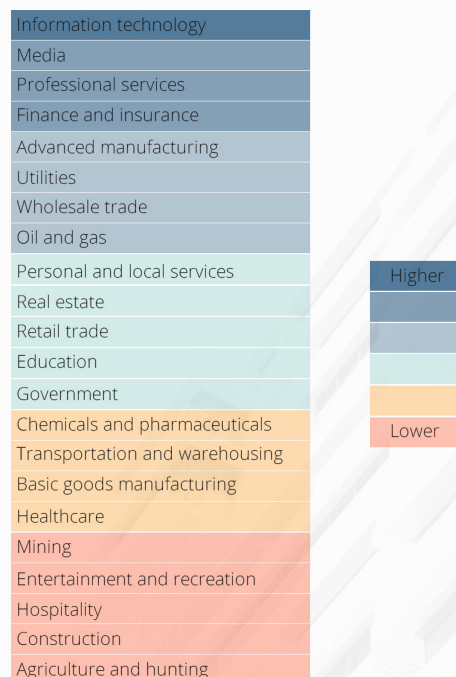 Information technology
Media
Professional services
Finance and insurance
Advanced manufacturing
Utilities
Wholesale trade
Oil and gas
Personal and local services
Real estate
Retail trade
Education
Government
Chemicals and pharmaceuticals
Transportation and warehousing
Basic goods manufacturing
Healthcare
Mining
Entertainment and recreation
Hospitality
Construction
Agriculture and hunting
Higher
Lower